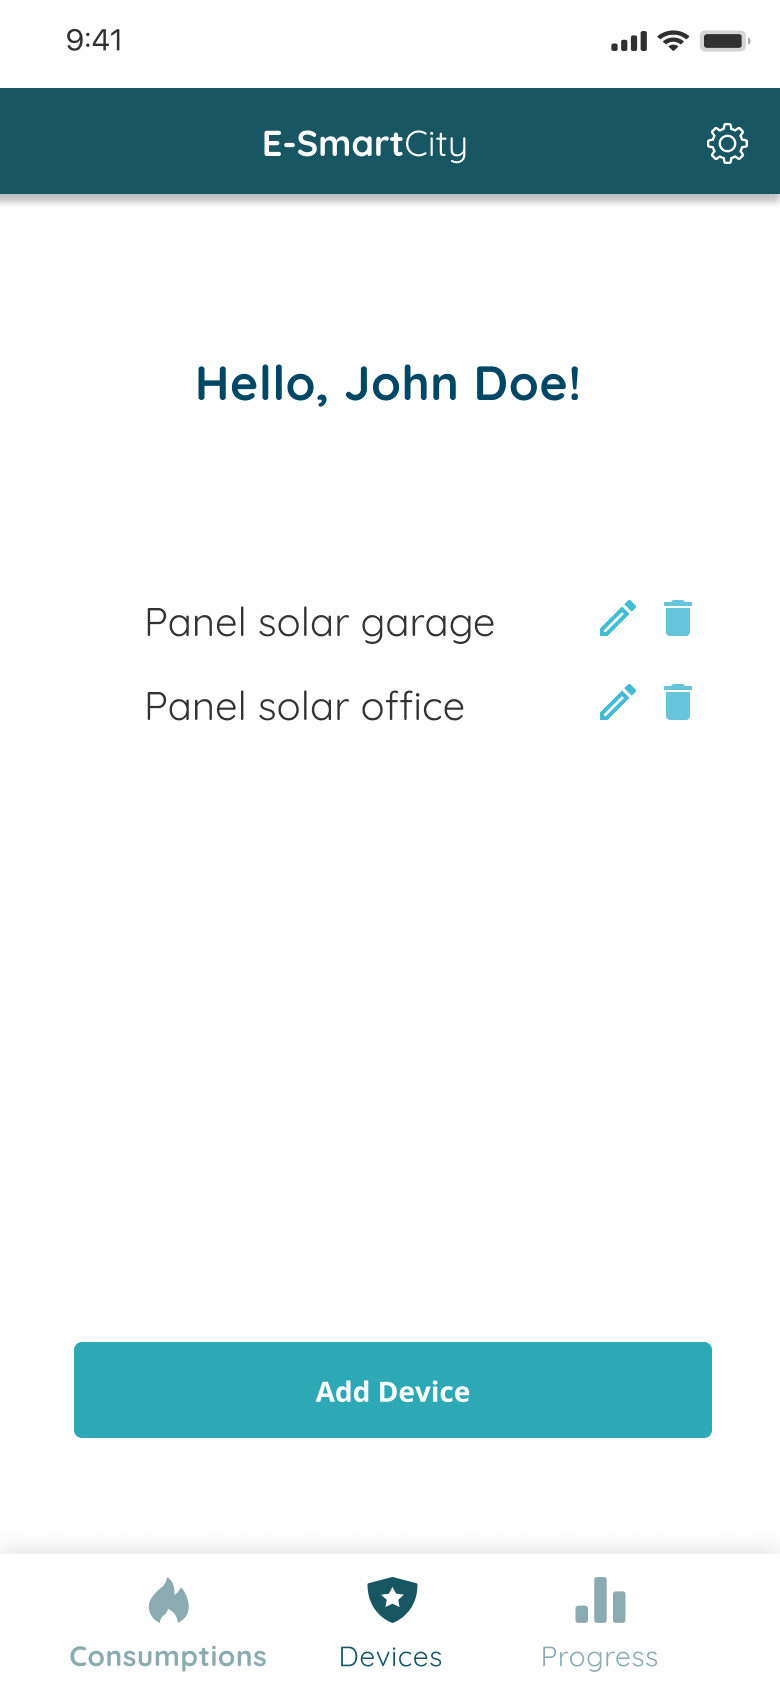 9:41
E-SmartCity
Hello, John Doe!
Panel solar garage
Panel solar office
Add Device
Consumptions Devices Progress